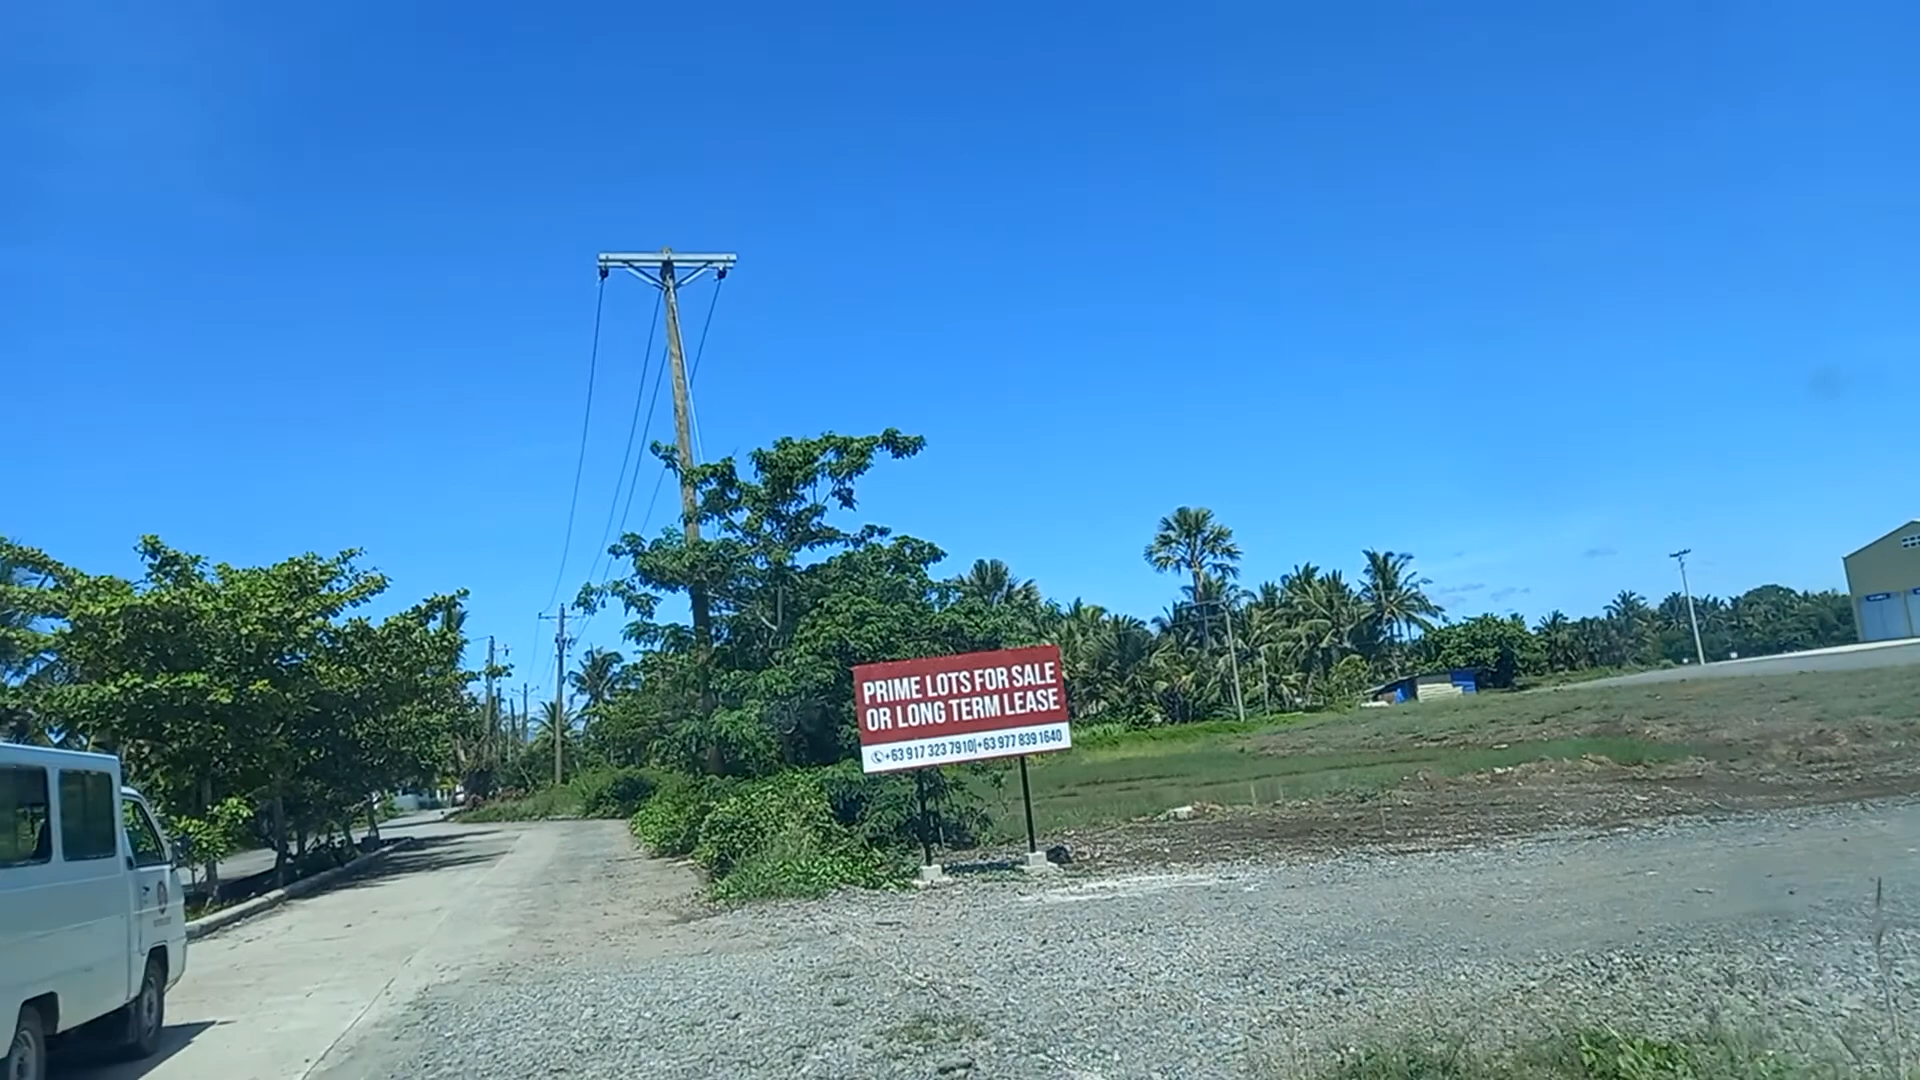 PRIME LOTS FOR SALE
OR LONG TERM LEASE
+63 917 323 7910|+63 977 839 1640